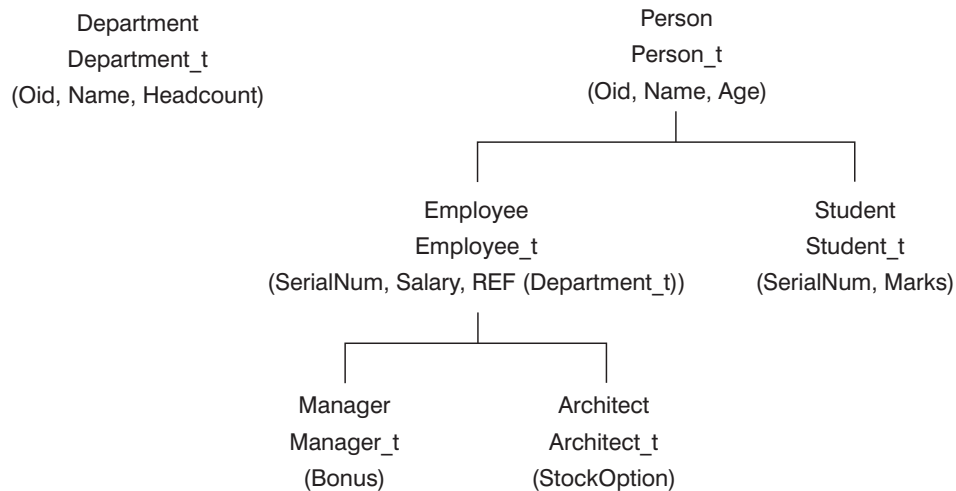 Department
Department_t
(Oid, Name, Headcount)
Person
Person_t
(Oid, Name, Age)
Employee
Employee_t
(SerialNum, Salary, REF (Department_t))
Student
Student_t
(SerialNum, Marks)
Manager
Manager_t
(Bonus)
Architect
Architect_t
(StockOption)